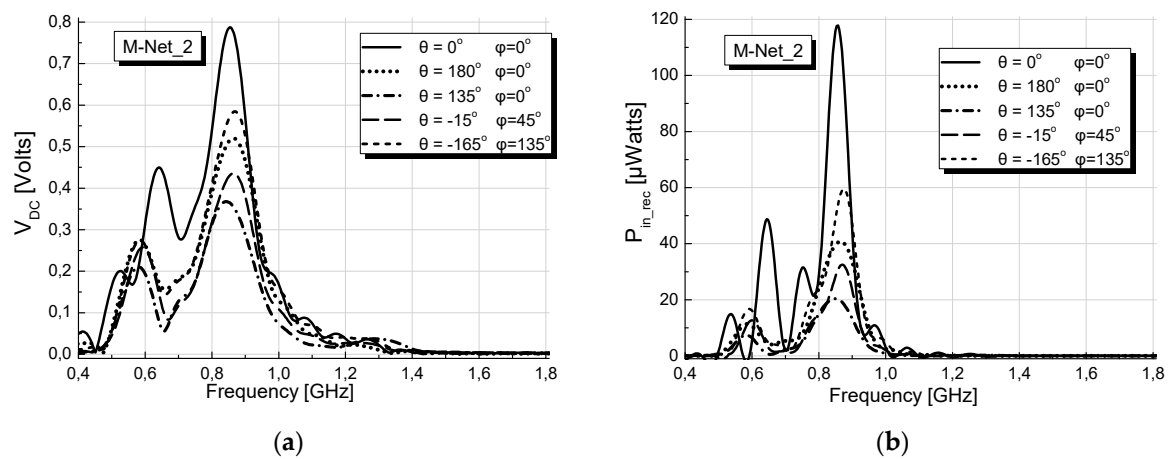 M-Net_2
θ = 0° φ=0°
θ = 180° φ=0°
θ = 135° φ=0°
θ = -15° φ=45°
θ = -165° φ=135°
V_DC [Volts]
0,8
0,7
0,6
0,5
0,4
0,3
0,2
0,1
0,0
0,4 0,6 0,8 1,0 1,2 1,4 1,6 1,8
Frequency [GHz]
(a)
M-Net_2
θ = 0° φ=0°
θ = 180° φ=0°
θ = 135° φ=0°
θ = -15° φ=45°
θ = -165° φ=135°
P_in_rec [µWatts]
120
100
80
60
40
20
0
0,4 0,6 0,8 1,0 1,2 1,4 1,6 1,8
Frequency [GHz]
(b)